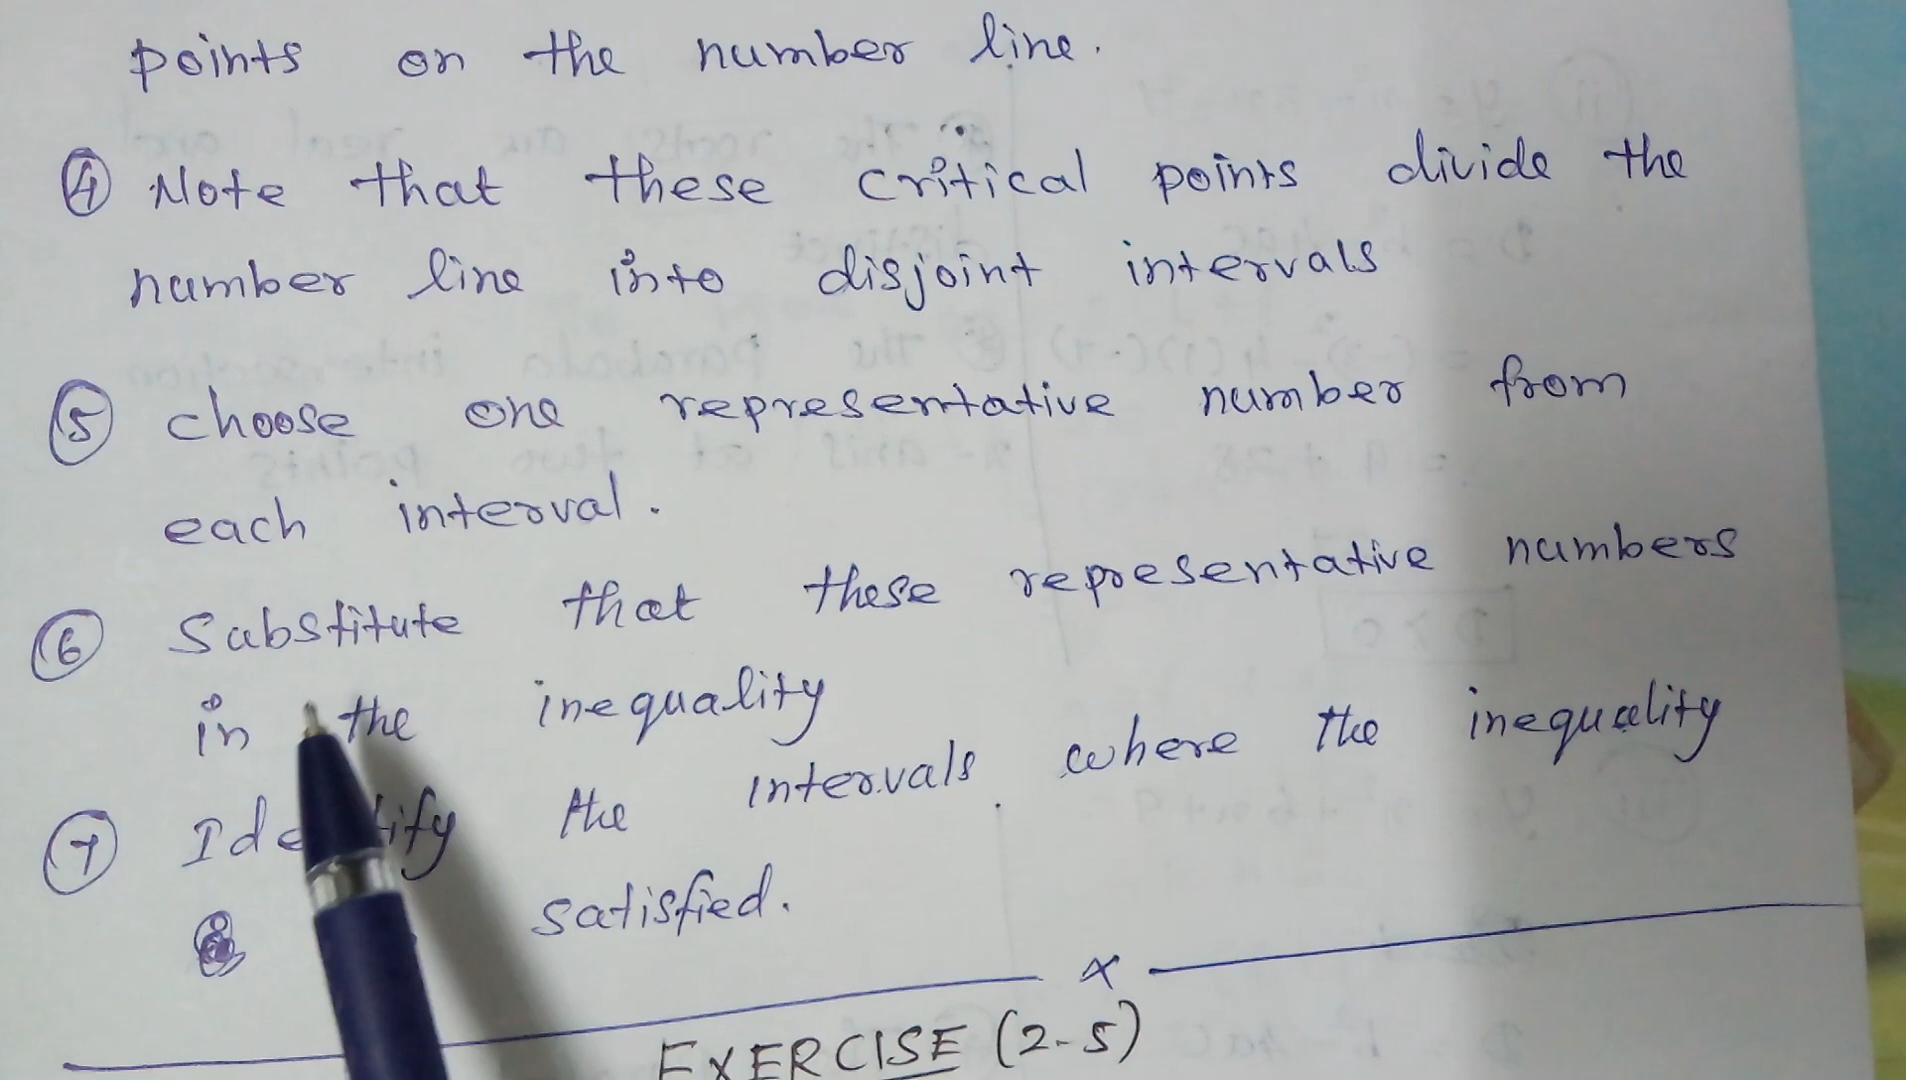 points on the number line.
④ Note that these critical points divide the
number line into disjoint intervals
⑤ choose one representative number from
each interval.
⑥ Substitute that these representative numbers
in the inequality
⑦ the intervals where the inequality
satisfied.
x
EXERCISE (2-5)